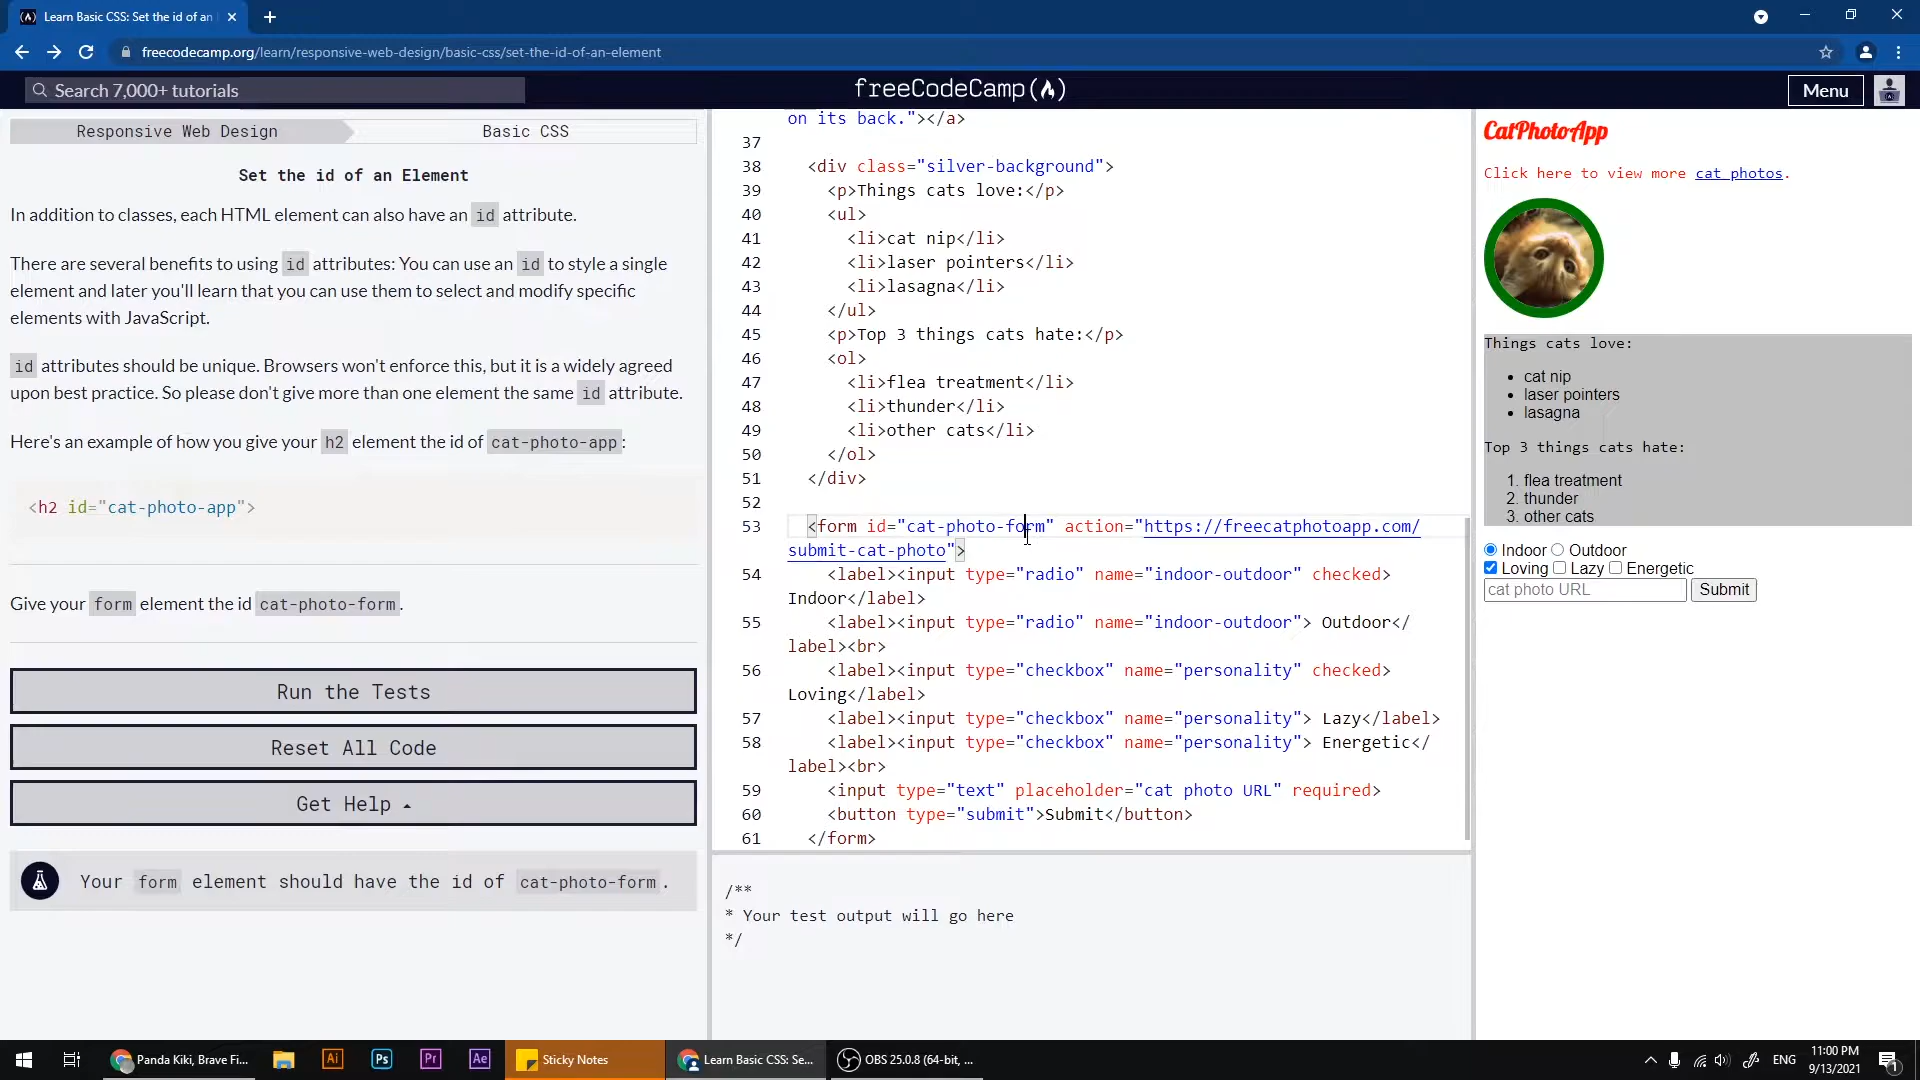 Learn Basic CSS: Set the id of an
freecodecamp.org/learn/responsive-web-design/basic-css/set-the-id-of-an-element
Search 7,000+ tutorials
freeCodeCamp
Menu
Responsive Web Design
Basic CSS
Set the id of an Element
In addition to classes, each HTML element can also have an id attribute.
There are several benefits to using id attributes: You can use an id to style a single
element and later you'll learn that you can use them to select and modify specific
elements with JavaScript.
id attributes should be unique. Browsers won't enforce this, but it is a widely agreed
upon best practice. So please don't give more than one element the same id attribute.
Here's an example of how you give your h2 element the id of cat-photo-app:
<h2 id="cat-photo-app">
Give your form element the id cat-photo-form.
Run the Tests
Reset All Code
Get Help
Your form element should have the id of cat-photo-form.
on its back."></a>
37
38 <div class="silver-background">
39 <p>Things cats love:</p>
40 <ul>
41 <li>cat nip</li>
42 <li>laser pointers</li>
43 <li>lasagna</li>
44 </ul>
45 <p>Top 3 things cats hate:</p>
46 <ol>
47 <li>flea treatment</li>
48 <li>thunder</li>
49 <li>other cats</li>
50 </ol>
51 </div>
52
53 <form id="cat-photo-form" action="https://freecatphotoapp.com/
submit-cat-photo">
54 <label><input type="radio" name="indoor-outdoor" checked>
Indoor</label>
55 <label><input type="radio" name="indoor-outdoor"> Outdoor</
label><br>
56 <label><input type="checkbox" name="personality" checked>
Loving</label>
57 <label><input type="checkbox" name="personality"> Lazy</label>
58 <label><input type="checkbox" name="personality"> Energetic</
label><br>
59 <input type="text" placeholder="cat photo URL" required>
60 <button type="submit">Submit</button>
61 </form>
/**
* Your test output will go here
*/
CatPhotoApp
Click here to view more cat photos.
Things cats love:
• cat nip
• laser pointers
• lasagna
Top 3 things cats hate:
1. flea treatment
2. thunder
3. other cats
Indoor Outdoor
Loving Lazy Energetic
cat photo URL Submit
Panda Kiki, Brave Fi...
Ai
Ps
Pr
Ae
Sticky Notes
Learn Basic CSS: Se...
OBS 25.0.8 (64-bit, ...
ENG
11:00 PM
9/13/2021
1